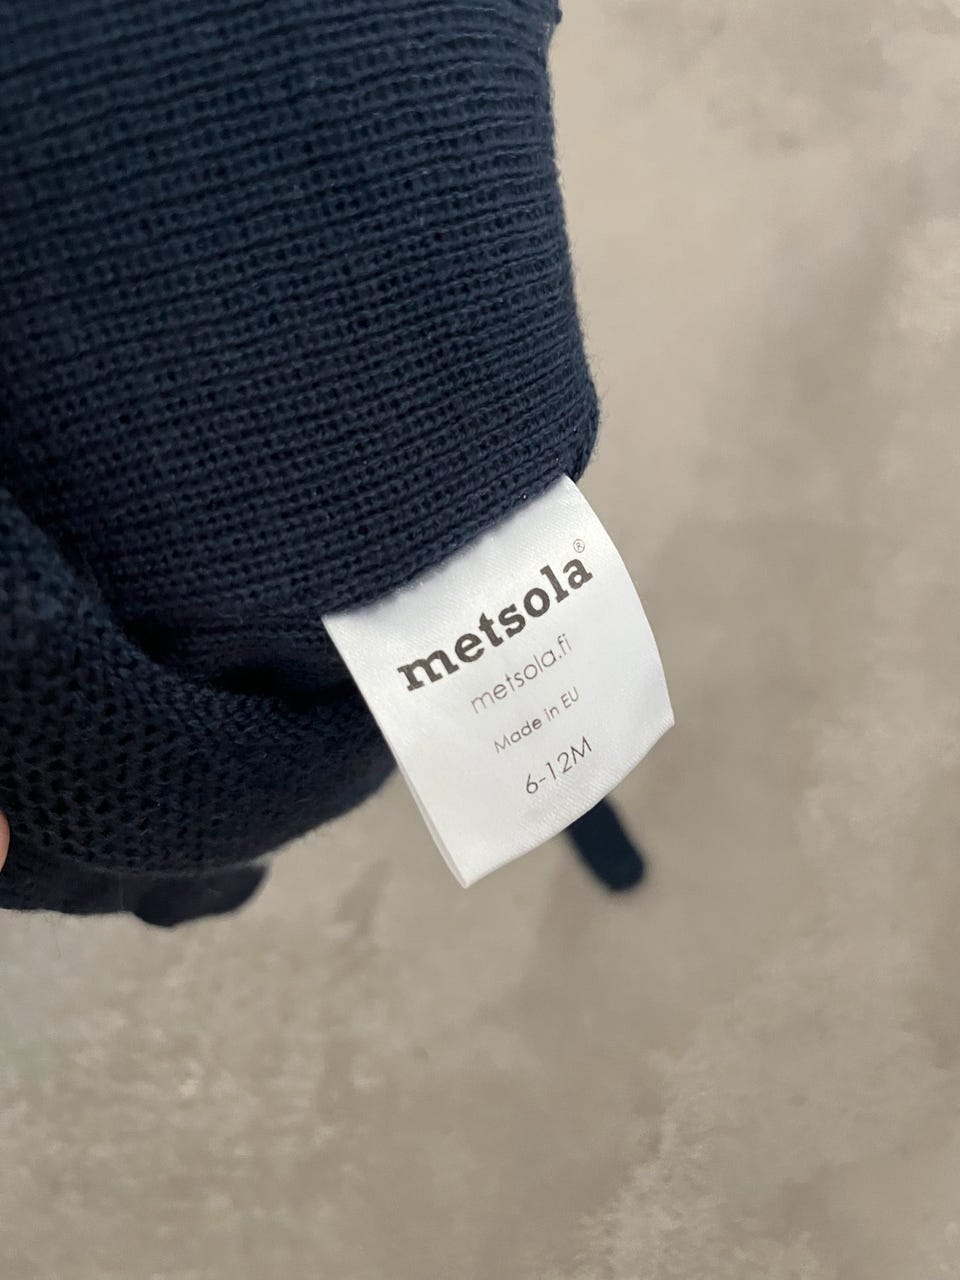 metsola®
metsola.fi
Made in EU
6-12M